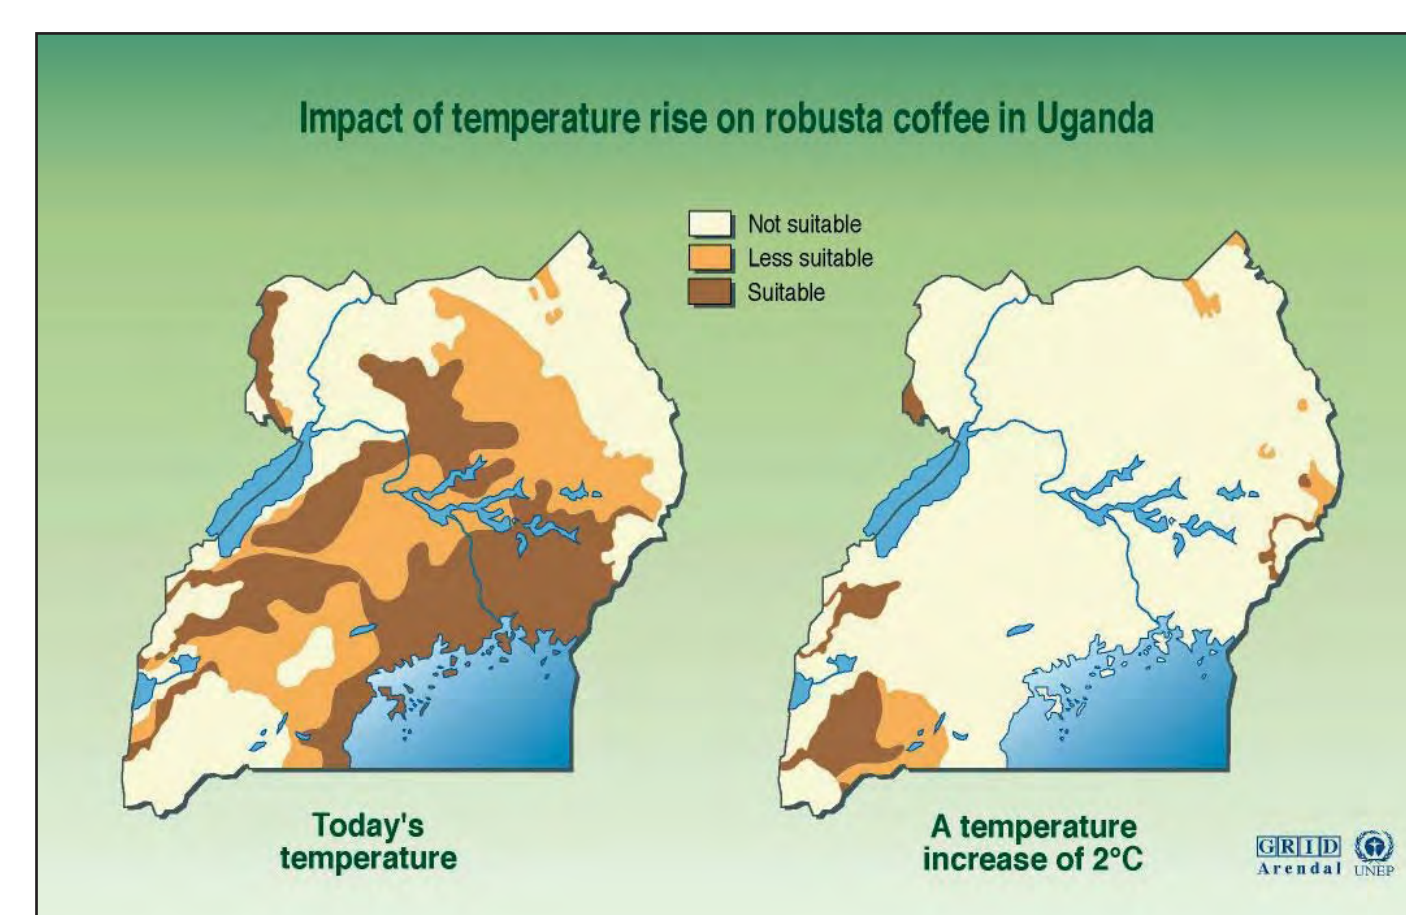 Impact of temperature rise on robusta coffee in Uganda
Not suitable
Less suitable
Suitable
Today's
temperature
A temperature
increase of 2°C
GRID
Arendal
UNEP